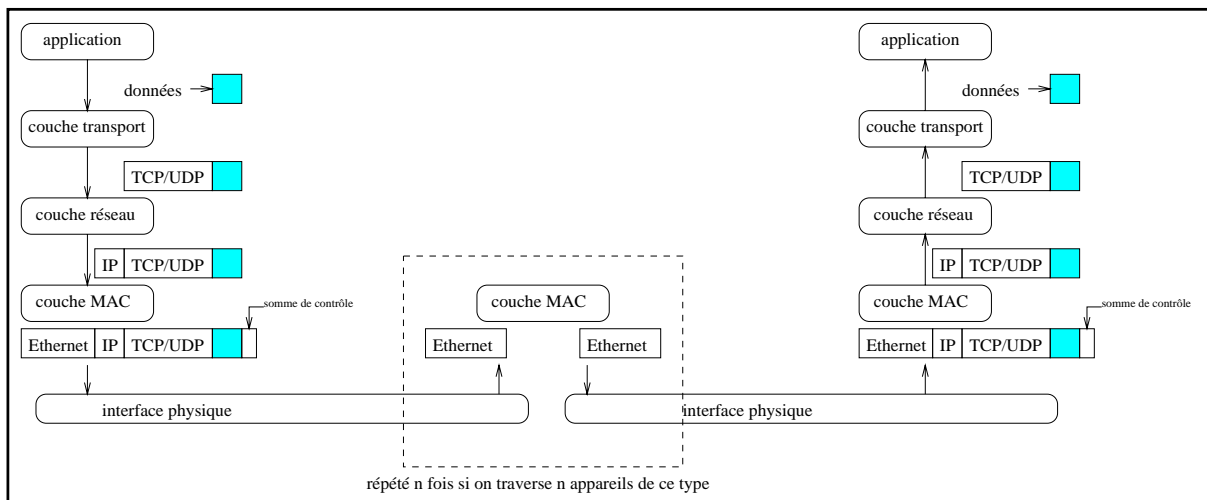 application
application
données
données
couche transport
couche transport
TCP/UDP
TCP/UDP
couche réseau
couche réseau
IP TCP/UDP
IP TCP/UDP
couche MAC
somme de contrôle
couche MAC
couche MAC
somme de contrôle
Ethernet IP TCP/UDP
Ethernet
Ethernet
Ethernet IP TCP/UDP
interface physique
interface physique
répété n fois si on traverse n appareils de ce type